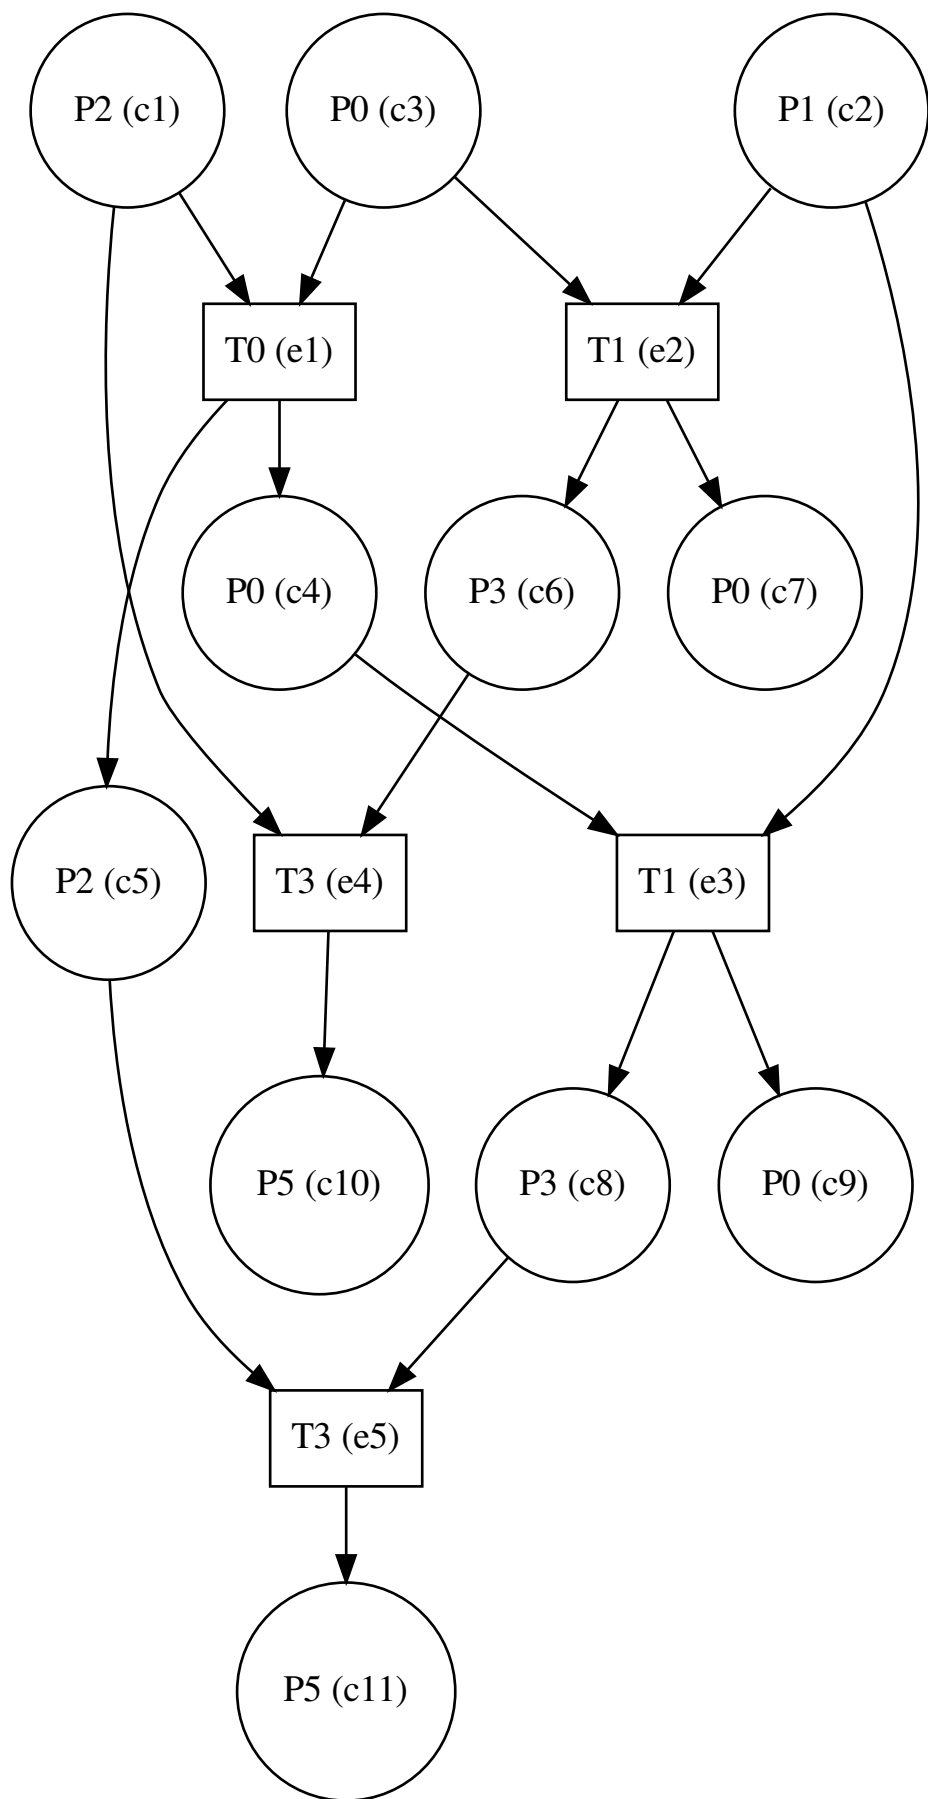 P2 (c1)
P0 (c3)
P1 (c2)
T0 (e1)
T1 (e2)
P0 (c4)
P3 (c6)
P0 (c7)
P2 (c5)
T3 (e4)
T1 (e3)
P5 (c10)
P3 (c8)
P0 (c9)
T3 (e5)
P5 (c11)